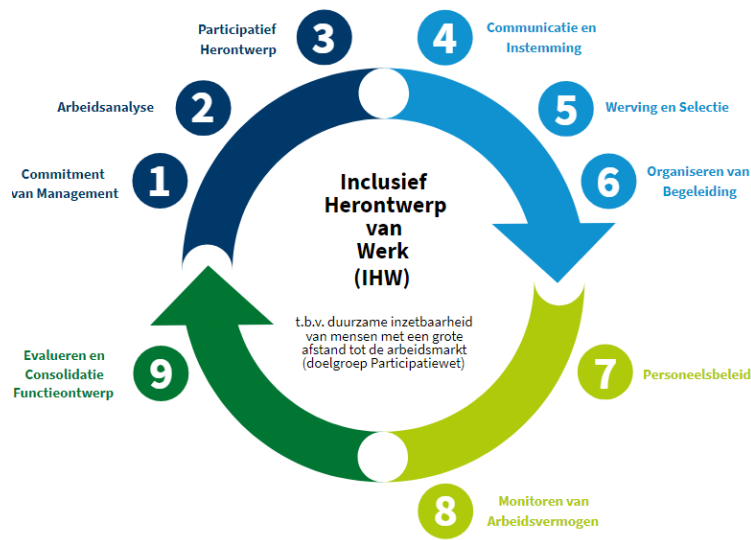 Participatief
Herontwerp
3
4
Communicatie en
Instemming
Arbeidsanalyse
2
5
Werving en Selectie
Commitment
van Management
1
6
Organiseren van
Begeleiding
Inclusief
Herontwerp
van
Werk
(IHW)
t.b.v. duurzame inzetbaarheid
van mensen met een grote
afstand tot de arbeidsmarkt
(doelgroep Participatiewet)
Evalueren en
Consolidatie
Functieontwerp
9
7
Personeelsbeleid
8
Monitoren van
Arbeidsvermogen